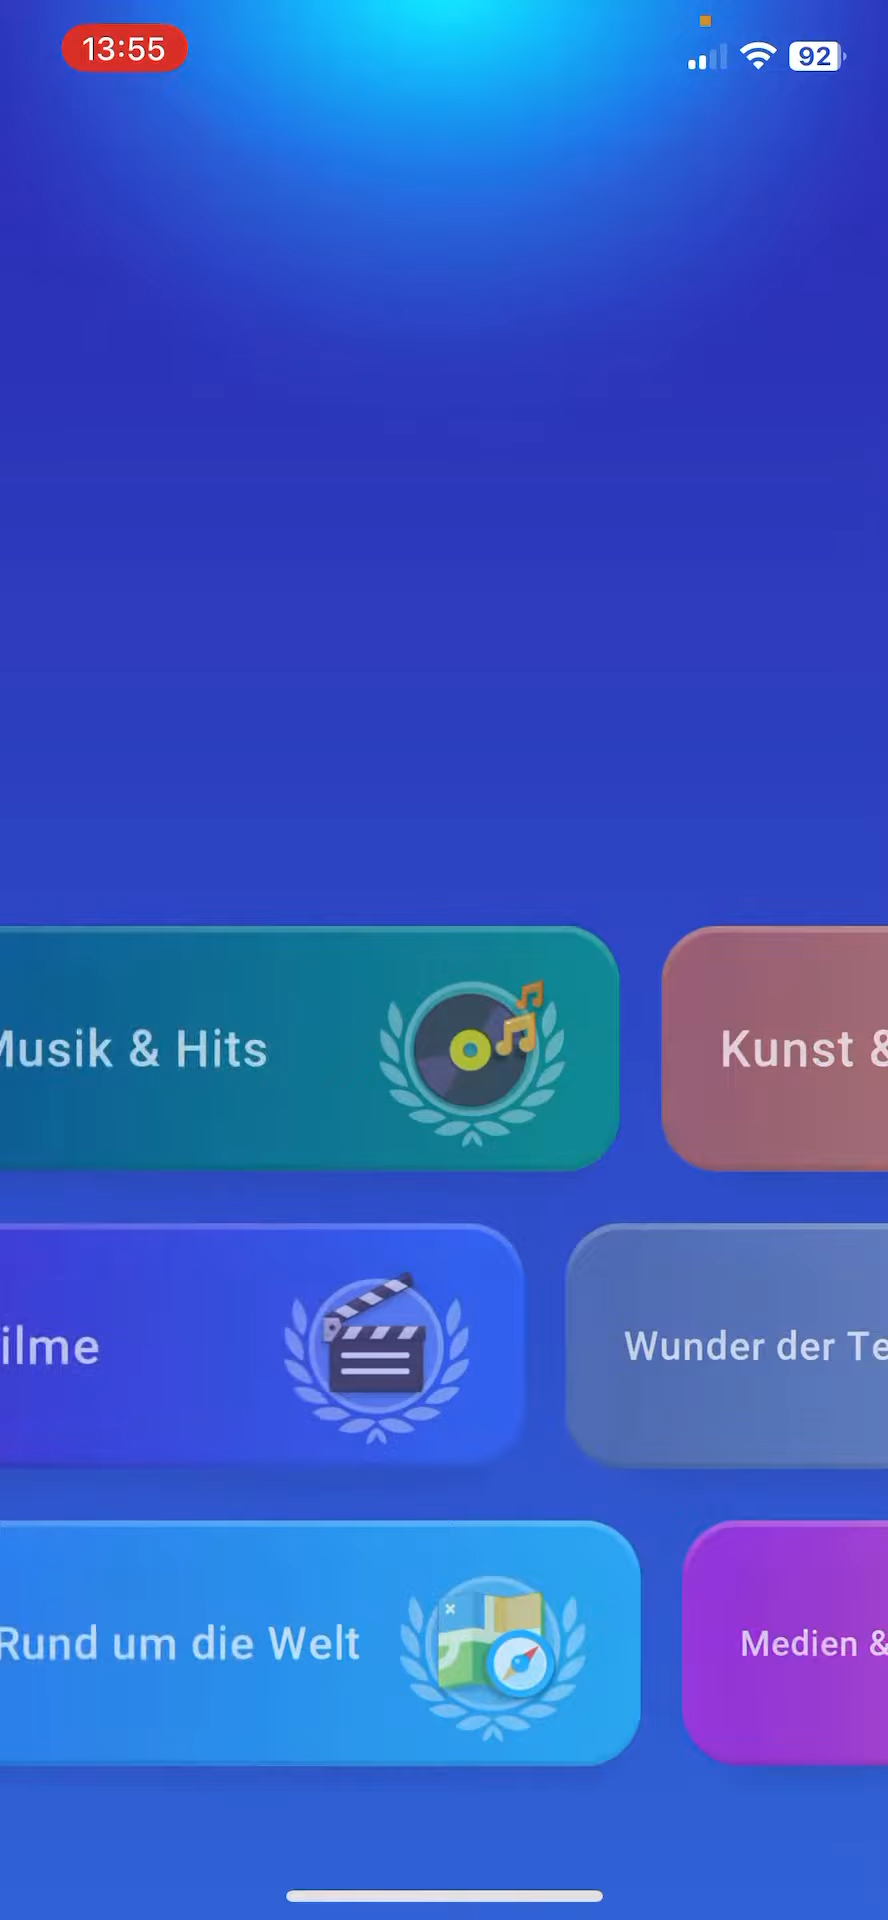 13:55
92
Musik & Hits
Kunst &
ilme
Wunder der Te
Rund um die Welt
Medien &